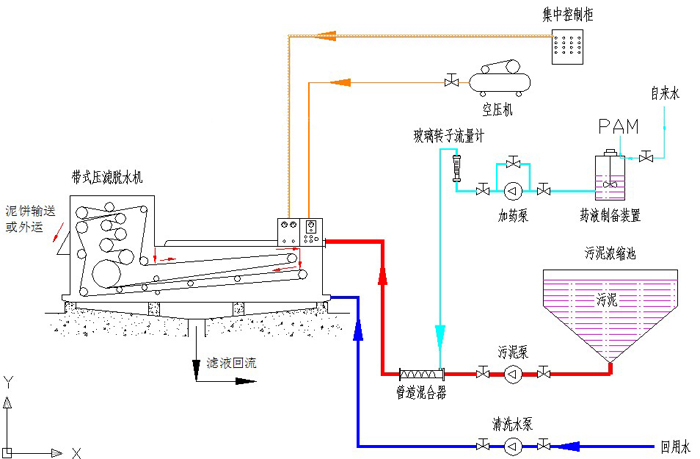 集中控制柜
空压机
自来水
PAM
玻璃转子流量计
加药泵
药液制备装置
带式压滤脱水机
泥饼输送
或外运
污泥浓缩池
污泥
污泥泵
管道混合器
滤液回流
清洗水泵
回用水
Y
X